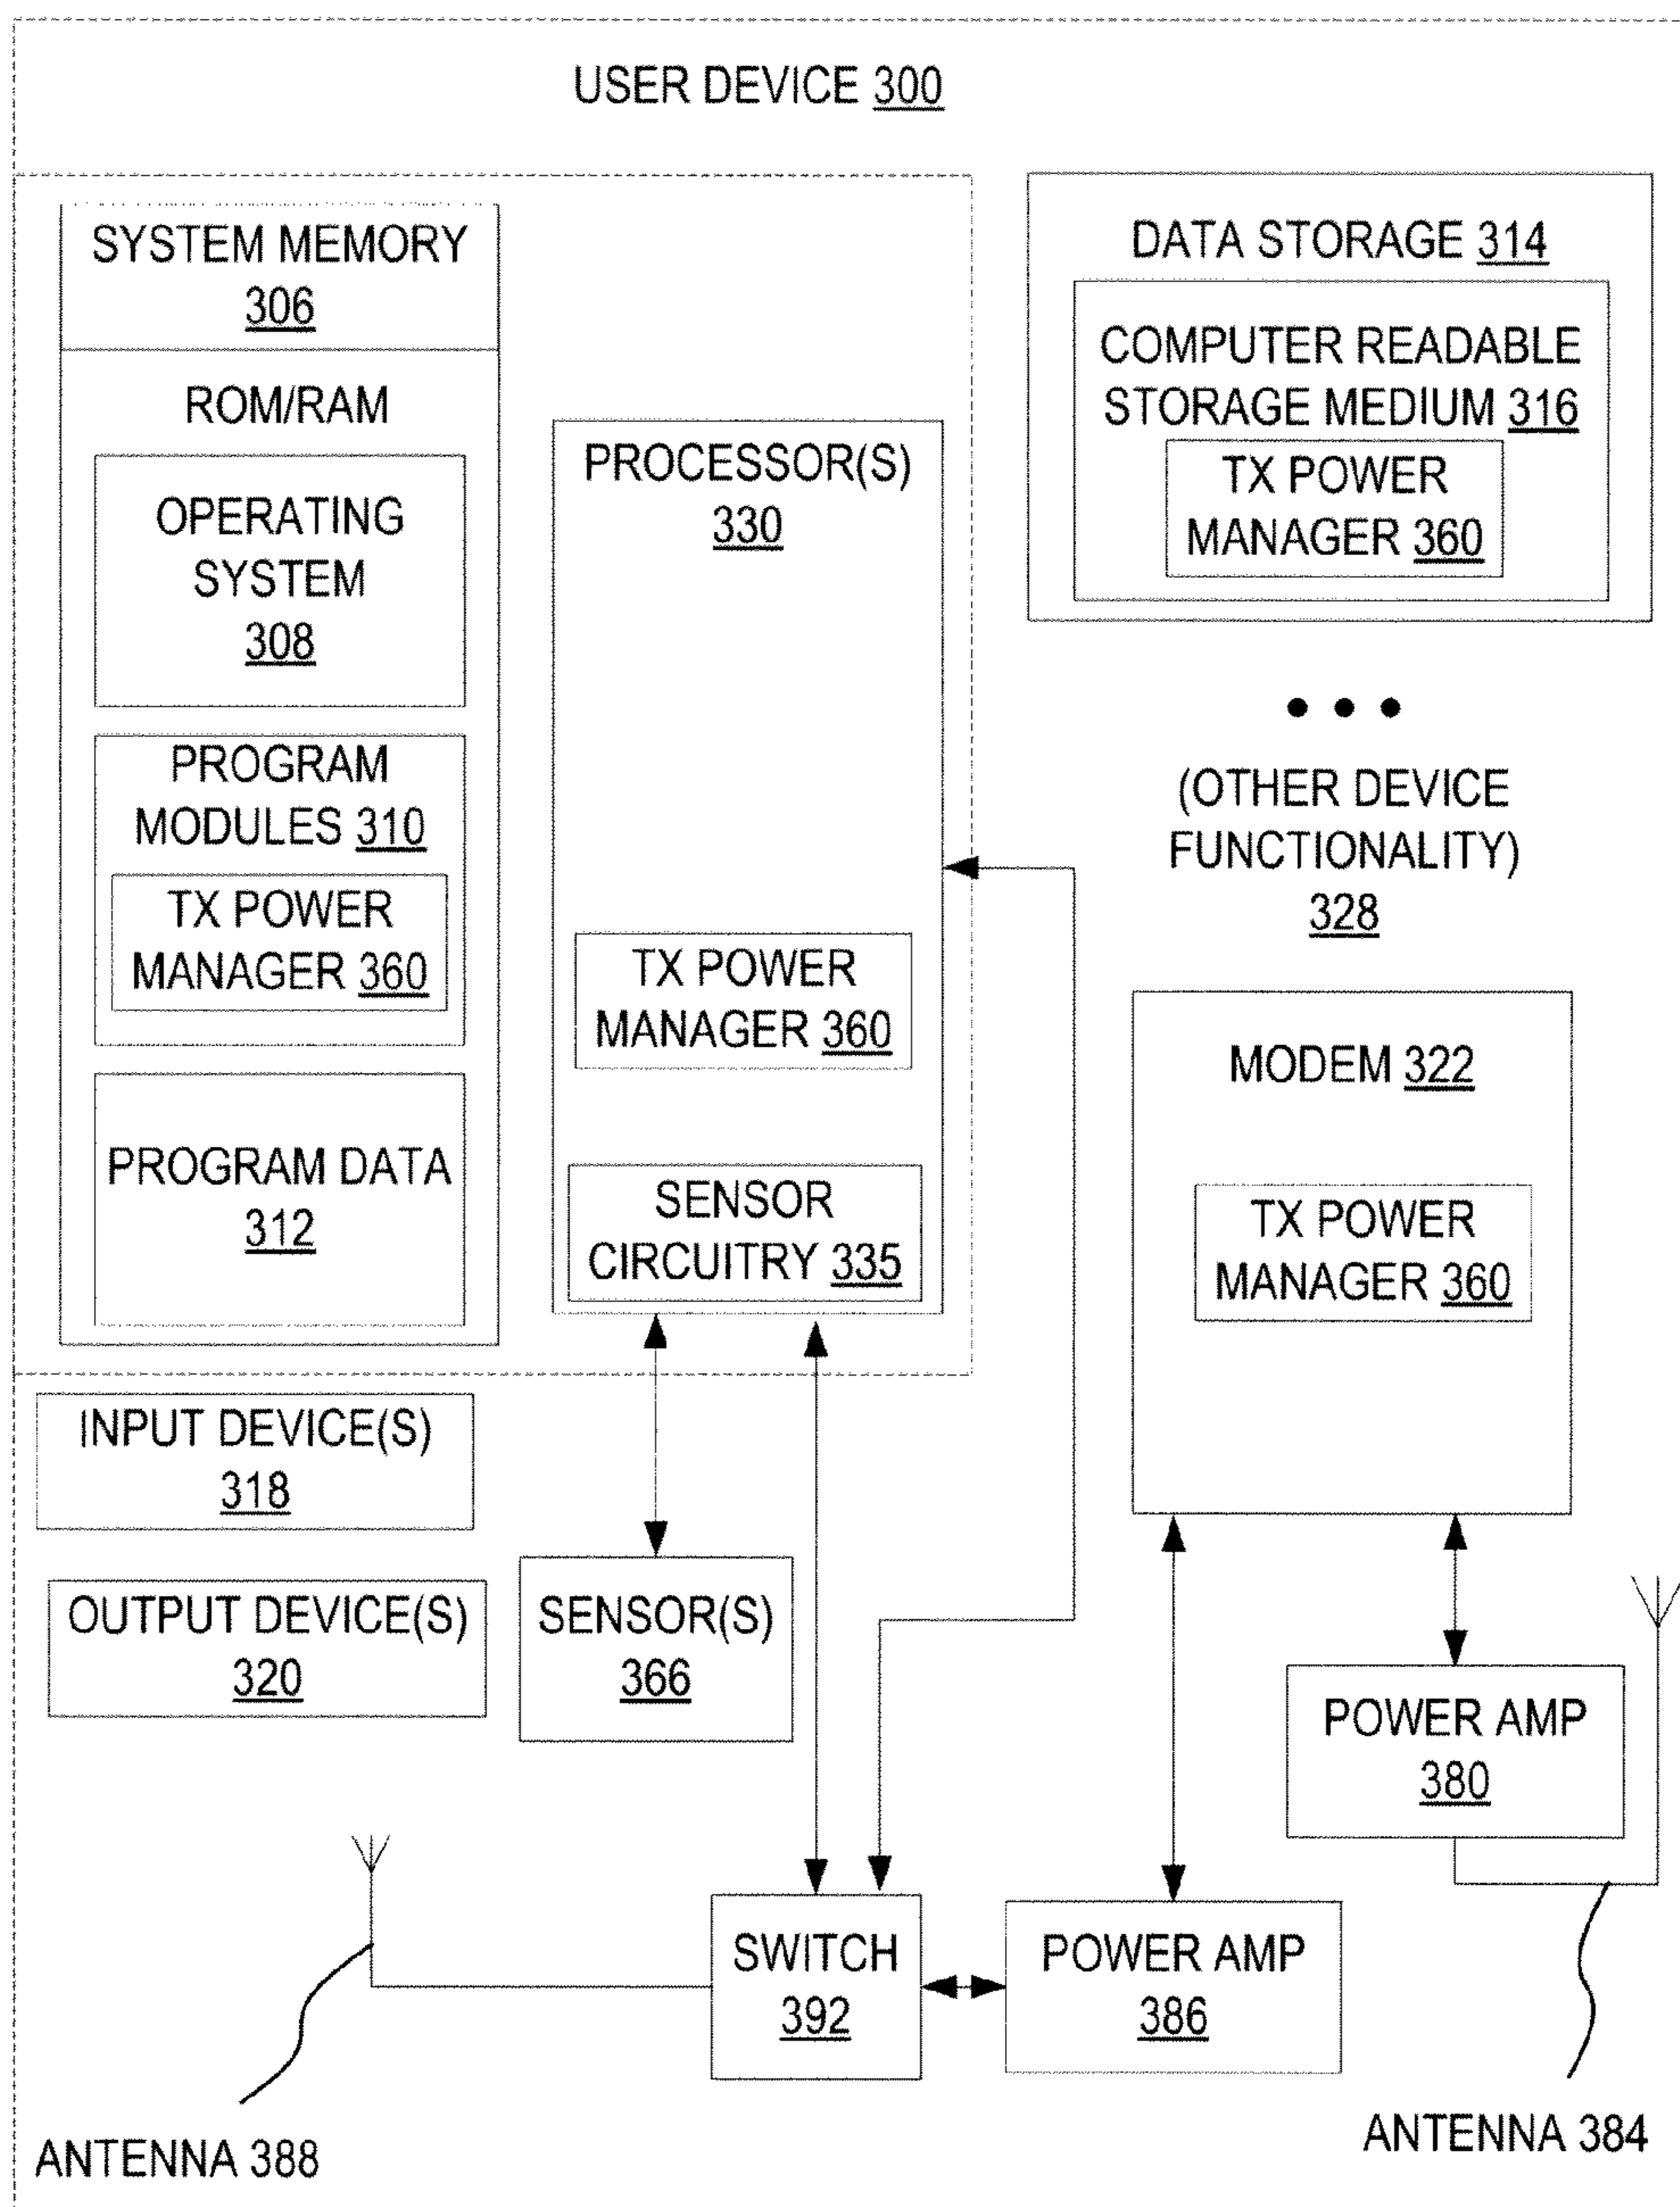 USER DEVICE 300
SYSTEM MEMORY
306
ROM/RAM
OPERATING
SYSTEM
308
PROGRAM
MODULES 310
TX POWER
MANAGER 360
PROGRAM DATA
312
PROCESSOR(S)
330
TX POWER
MANAGER 360
SENSOR
CIRCUITRY 335
DATA STORAGE 314
COMPUTER READABLE
STORAGE MEDIUM 316
TX POWER
MANAGER 360
(OTHER DEVICE
FUNCTIONALITY)
328
MODEM 322
TX POWER
MANAGER 360
INPUT DEVICE(S)
318
OUTPUT DEVICE(S)
320
SENSOR(S)
366
POWER AMP
380
SWITCH
392
POWER AMP
386
ANTENNA 388
ANTENNA 384